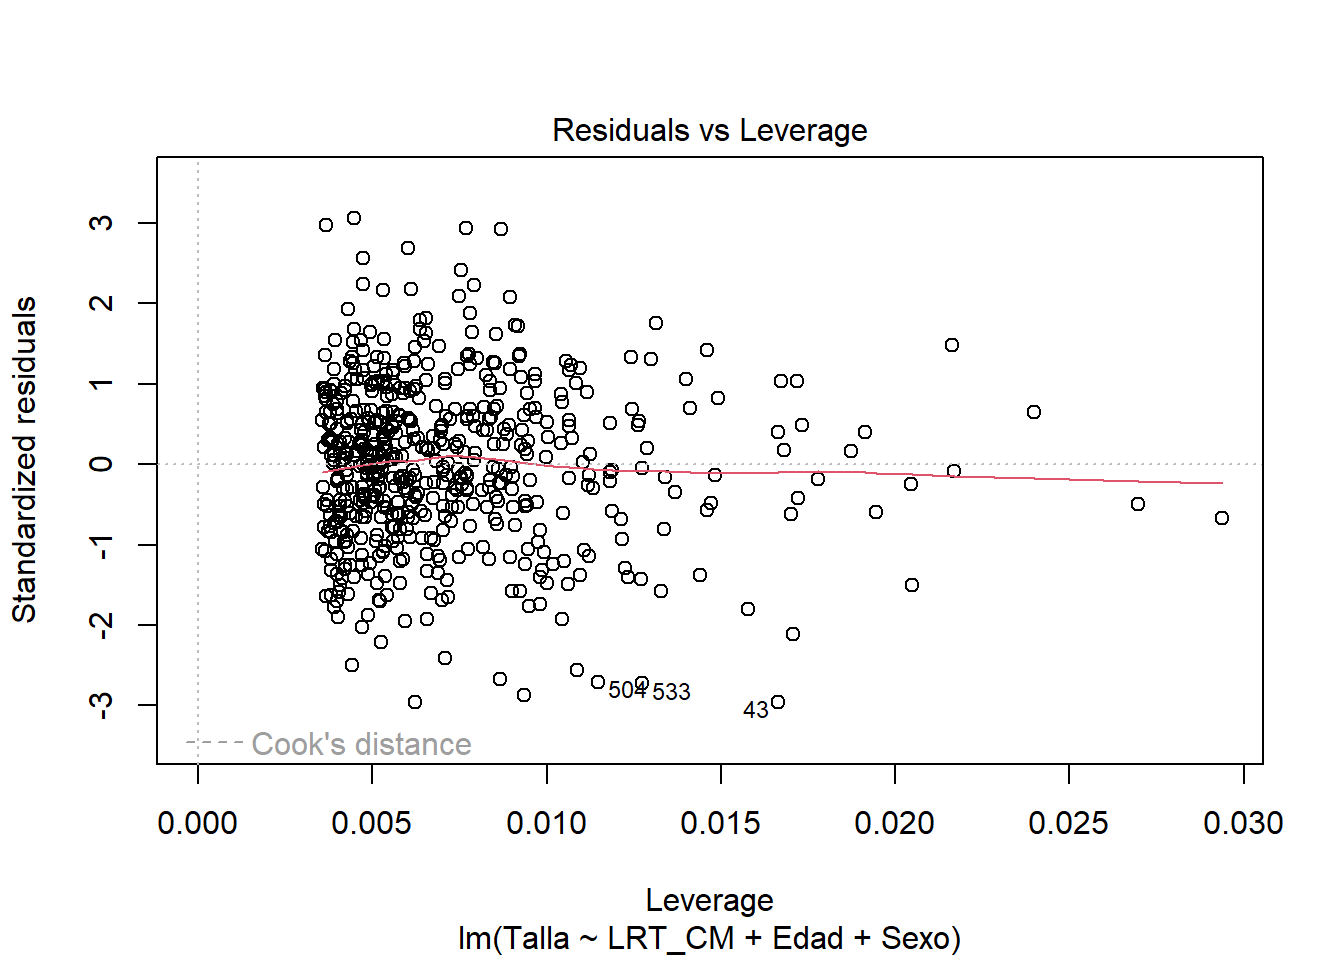 Residuals vs Leverage
Standardized residuals
3
2
1
0
-1
-2
-3
504
533
43
Cook's distance
0.000 0.005 0.010 0.015 0.020 0.025 0.030
Leverage
lm(Talla ~ LRT_CM + Edad + Sexo)